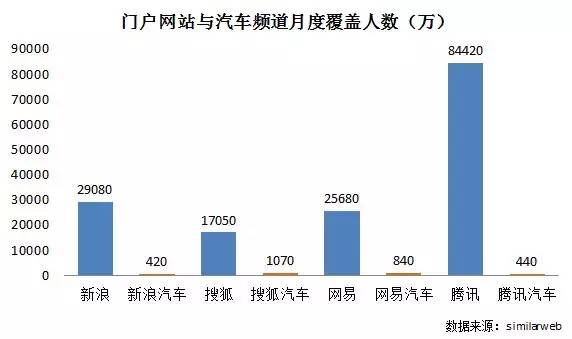 门户网站与汽车频道月度覆盖人数（万）
90000
80000
70000
60000
50000
40000
30000
20000
10000
0
29080
420
17050
1070
25680
840
84420
440
新浪
新浪汽车
搜狐
搜狐汽车
网易
网易汽车
腾讯
腾讯汽车
数据来源：similarweb